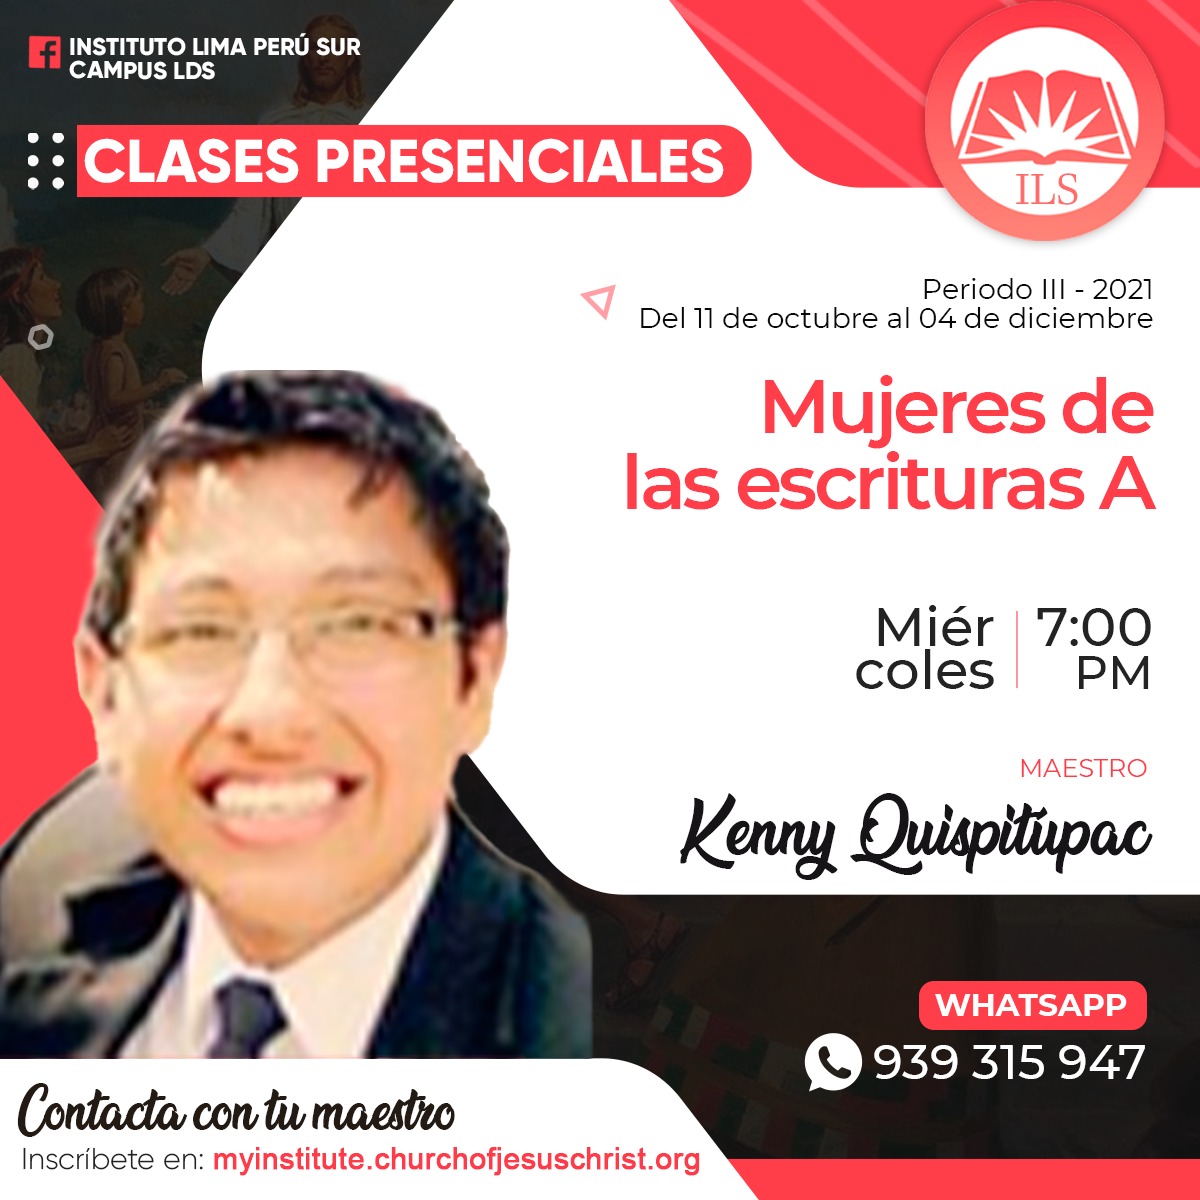 INSTITUTO LIMA PERÚ SUR
CAMPUS LDS
CLASES PRESENCIALES
ILS
Periodo III - 2021
Del 11 de octubre al 04 de diciembre
Mujeres de
las escrituras A
Miér
coles
7:00
PM
MAESTRO
Kenny Quispitúpac
WHATSAPP
939 315 947
Contacta con tu maestro
Inscríbete en: myinstitute.churchofjesuschrist.org